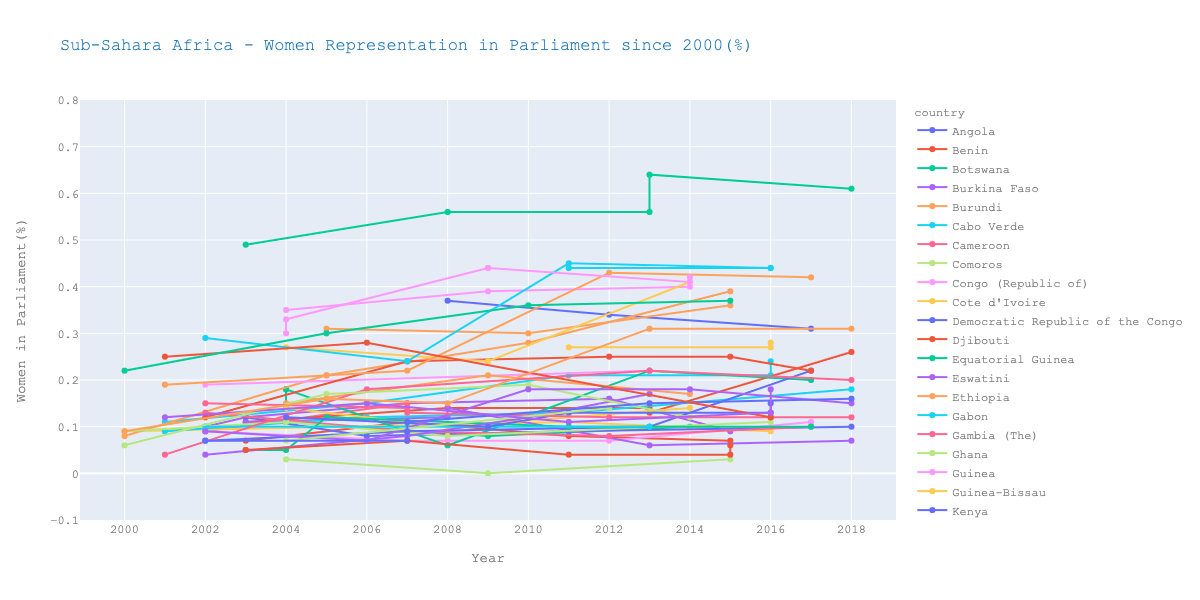 Sub-Sahara Africa - Women Representation in Parliament since 2000(%)
country
Angola
Benin
Botswana
Burkina Faso
Burundi
Cabo Verde
Cameroon
Comoros
Congo (Republic of)
Cote d'Ivoire
Democratic Republic of the Congo
Djibouti
Equatorial Guinea
Eswatini
Ethiopia
Gabon
Gambia (The)
Ghana
Guinea
Guinea-Bissau
Kenya
Women in Parliament(%)
0.8
0.7
0.6
0.5
0.4
0.3
0.2
0.1
0
−0.1
2000 2002 2004 2006 2008 2010 2012 2014 2016 2018
Year